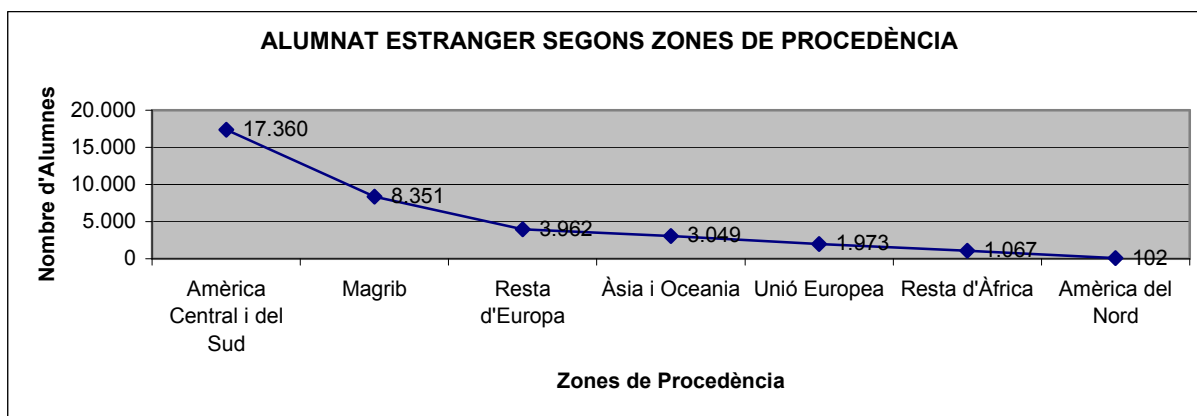 ALUMNAT ESTRANGER SEGONS ZONES DE PROCEDÈNCIA
Nombre d'Alumnes
20.000
15.000
10.000
5.000
0
17.360
8.351
3.962
3.049
1.973
1.067
102
Amèrica
Central i del
Sud
Magrib
Resta
d'Europa
Àsia i Oceania
Unió Europea
Resta d'Àfrica
Amèrica del
Nord
Zones de Procedència